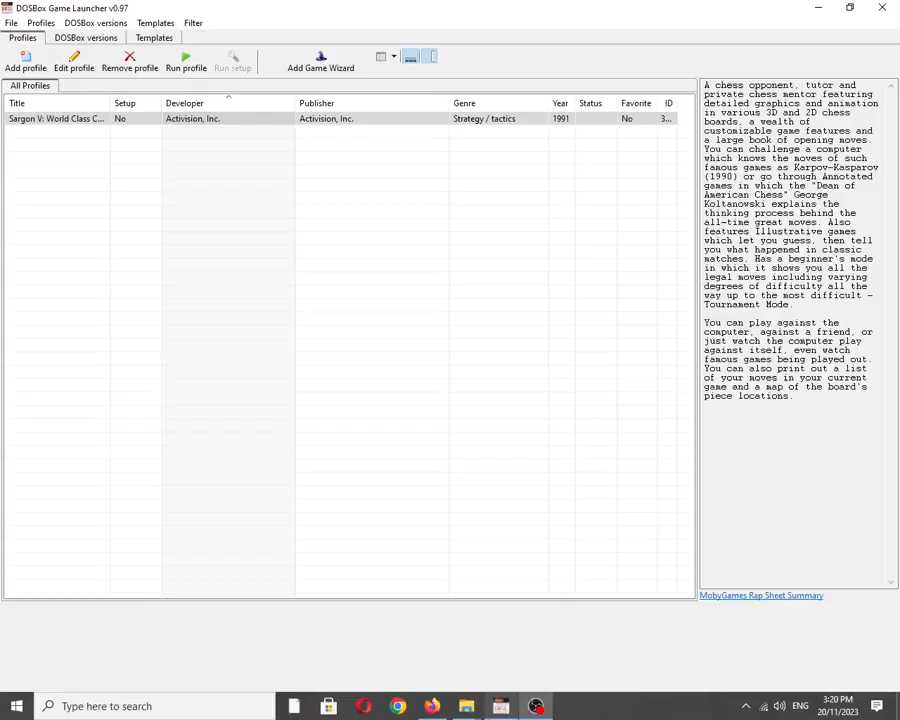 DOSBox Game Launcher v0.97
File Profiles DOSBox versions Templates Filter
Profiles DOSBox versions Templates
Add profile Edit profile Remove profile Run profile Run setup Add Game Wizard
All Profiles
Title Setup Developer Publisher Genre Year Status Favorite ID
Sargon V: World Class C... No Activision, Inc. Activision, Inc. Strategy / tactics 1991 No 3...
A chess opponent, tutor and
private chess mentor featuring
detailed graphics and animation
in various 3D and 2D chess
boards, a wealth of
customizable game features and
a large book of opening moves.
You can challenge a computer
which knows the moves of such
famous games as Karpov-Kasparov
(1990) or go through Annotated
games in which the "Dean of
American Chess" George
Koltanowski explains the
thinking process behind the
all-time great moves. Also
features Illustrative games
which let you guess, then tell
you what happened in classic
matches. Has a beginner's mode
in which it shows you all the
legal moves including varying
degrees of difficulty all the
way up to the most difficult -
Tournament Mode.
You can play against the
computer, against a friend, or
just watch the computer play
against itself, even watch
famous games being played out.
You can also print out a list
of your moves in your current
game and a map of the board's
piece locations.
MobyGames Rap Sheet Summary
Type here to search
ENG
3:20 PM
20/11/2023